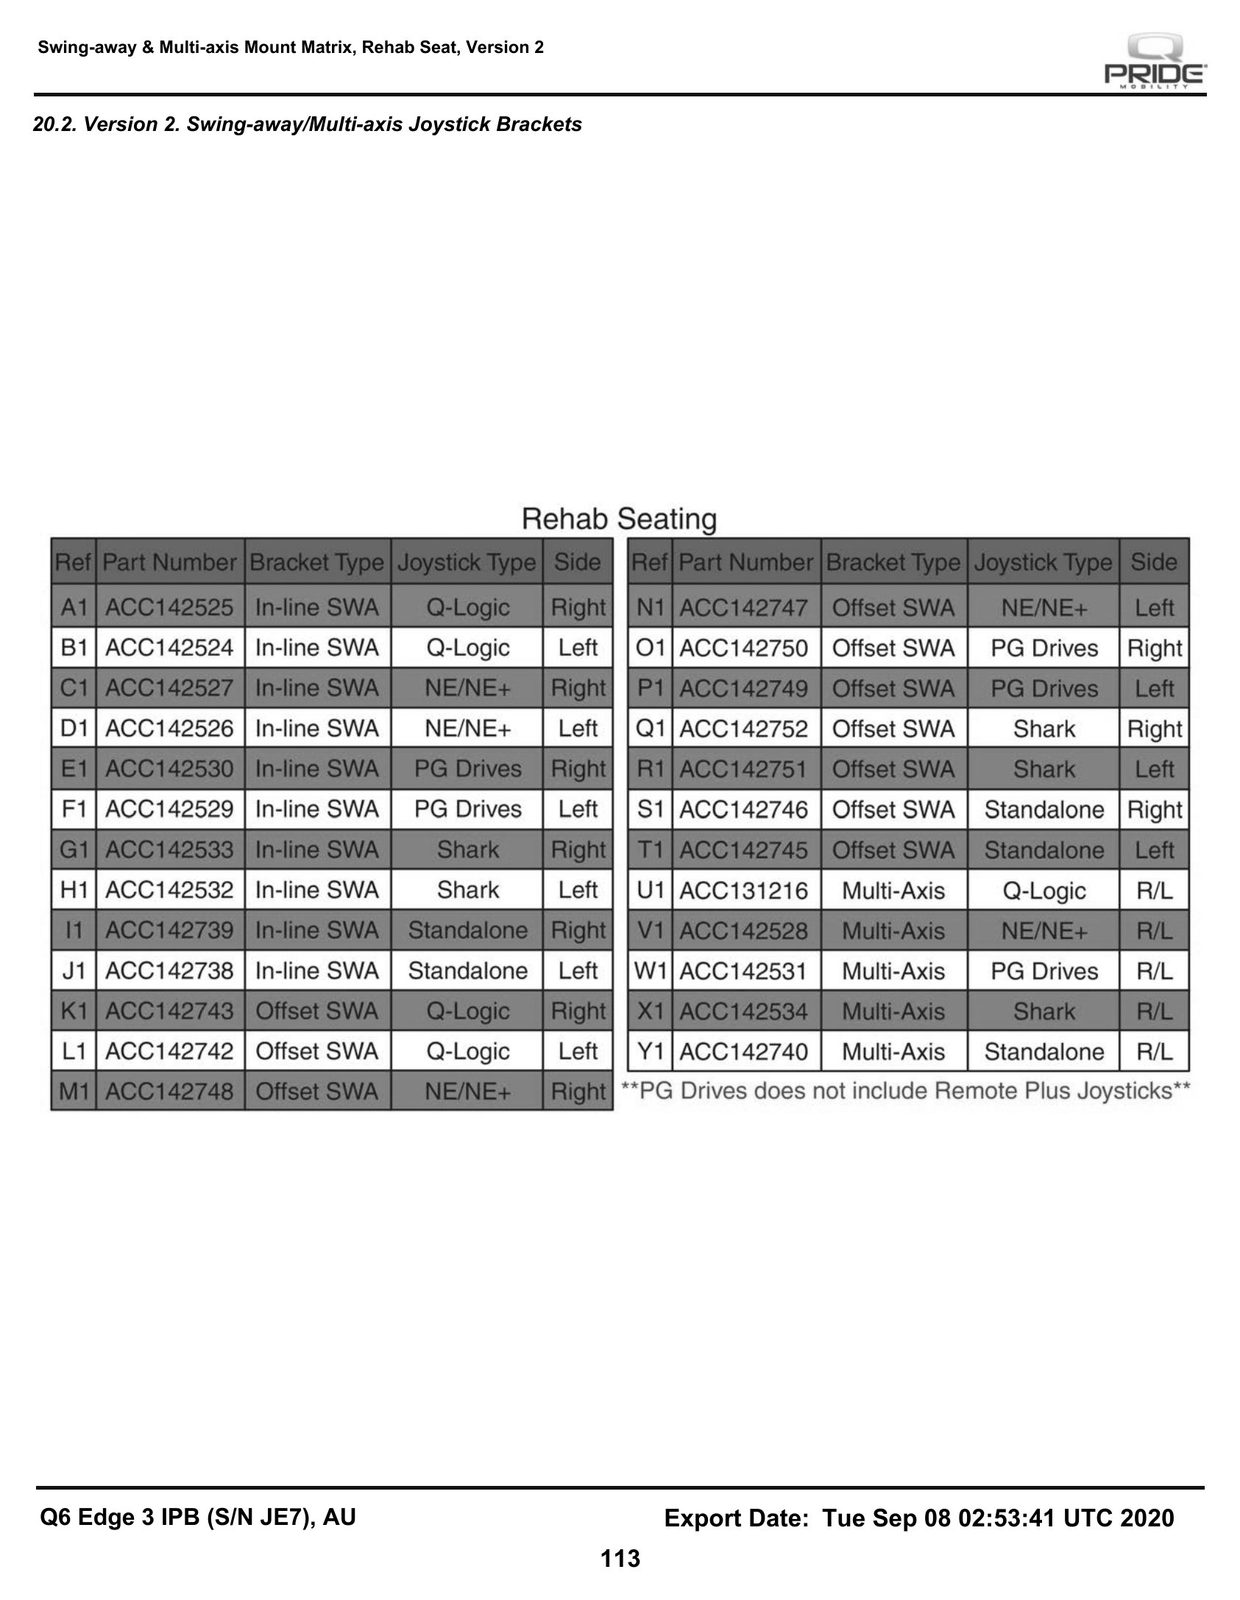 Swing-away & Multi-axis Mount Matrix, Rehab Seat, Version 2
Q
PRIDE
MOBILITY
20.2. Version 2. Swing-away/Multi-axis Joystick Brackets
Rehab Seating
Ref Part Number Bracket Type Joystick Type Side
A1 ACC142525 In-line SWA Q-Logic Right
B1 ACC142524 In-line SWA Q-Logic Left
C1 ACC142527 In-line SWA NE/NE+ Right
D1 ACC142526 In-line SWA NE/NE+ Left
E1 ACC142530 In-line SWA PG Drives Right
F1 ACC142529 In-line SWA PG Drives Left
G1 ACC142533 In-line SWA Shark Right
H1 ACC142532 In-line SWA Shark Left
I1 ACC142739 In-line SWA Standalone Right
J1 ACC142738 In-line SWA Standalone Left
K1 ACC142743 Offset SWA Q-Logic Right
L1 ACC142742 Offset SWA Q-Logic Left
M1 ACC142748 Offset SWA NE/NE+ Right
Ref Part Number Bracket Type Joystick Type Side
N1 ACC142747 Offset SWA NE/NE+ Left
O1 ACC142750 Offset SWA PG Drives Right
P1 ACC142749 Offset SWA PG Drives Left
Q1 ACC142752 Offset SWA Shark Right
R1 ACC142751 Offset SWA Shark Left
S1 ACC142746 Offset SWA Standalone Right
T1 ACC142745 Offset SWA Standalone Left
U1 ACC131216 Multi-Axis Q-Logic R/L
V1 ACC142528 Multi-Axis NE/NE+ R/L
W1 ACC142531 Multi-Axis PG Drives R/L
X1 ACC142534 Multi-Axis Shark R/L
Y1 ACC142740 Multi-Axis Standalone R/L
**PG Drives does not include Remote Plus Joysticks**
Q6 Edge 3 IPB (S/N JE7), AU
Export Date: Tue Sep 08 02:53:41 UTC 2020
113